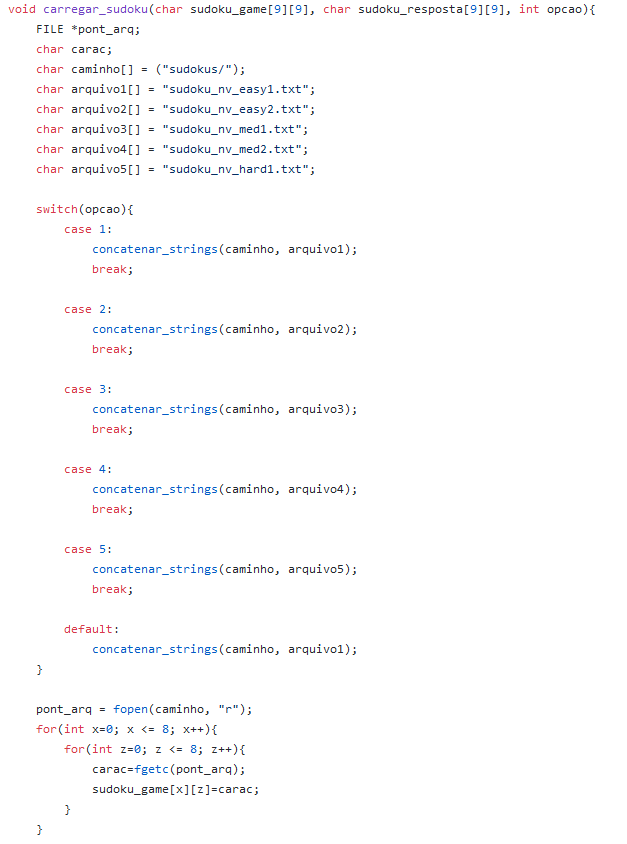 void carregar_sudoku(char sudoku_game[9][9], char sudoku_resposta[9][9], int opcao){
    FILE *pont_arq;
    char carac;
    char caminho[] = ("sudokus/");
    char arquivo1[] = "sudoku_nv_easy1.txt";
    char arquivo2[] = "sudoku_nv_easy2.txt";
    char arquivo3[] = "sudoku_nv_med1.txt";
    char arquivo4[] = "sudoku_nv_med2.txt";
    char arquivo5[] = "sudoku_nv_hard1.txt";

    switch(opcao){
        case 1:
            concatenar_strings(caminho, arquivo1);
            break;

        case 2:
            concatenar_strings(caminho, arquivo2);
            break;

        case 3:
            concatenar_strings(caminho, arquivo3);
            break;

        case 4:
            concatenar_strings(caminho, arquivo4);
            break;

        case 5:
            concatenar_strings(caminho, arquivo5);
            break;

        default:
            concatenar_strings(caminho, arquivo1);
    }

    pont_arq = fopen(caminho, "r");
    for(int x=0; x <= 8; x++){
        for(int z=0; z <= 8; z++){
            carac=fgetc(pont_arq);
            sudoku_game[x][z]=carac;
        }
    }